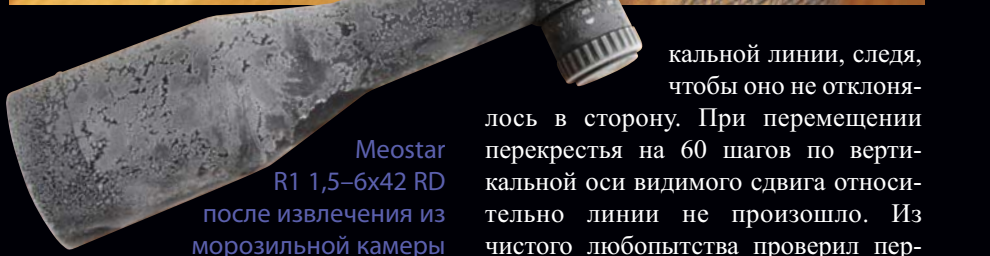 Meostar
R1 1,5–6x42 RD
после извлечения из
морозильной камеры
кальной линии, следя,
чтобы оно не отклоня-
лось в сторону. При перемещении
перекрестья на 60 шагов по верти-
кальной оси видимого сдвига относи-
тельно линии не произошло. Из
чистого любопытства проверил пер-